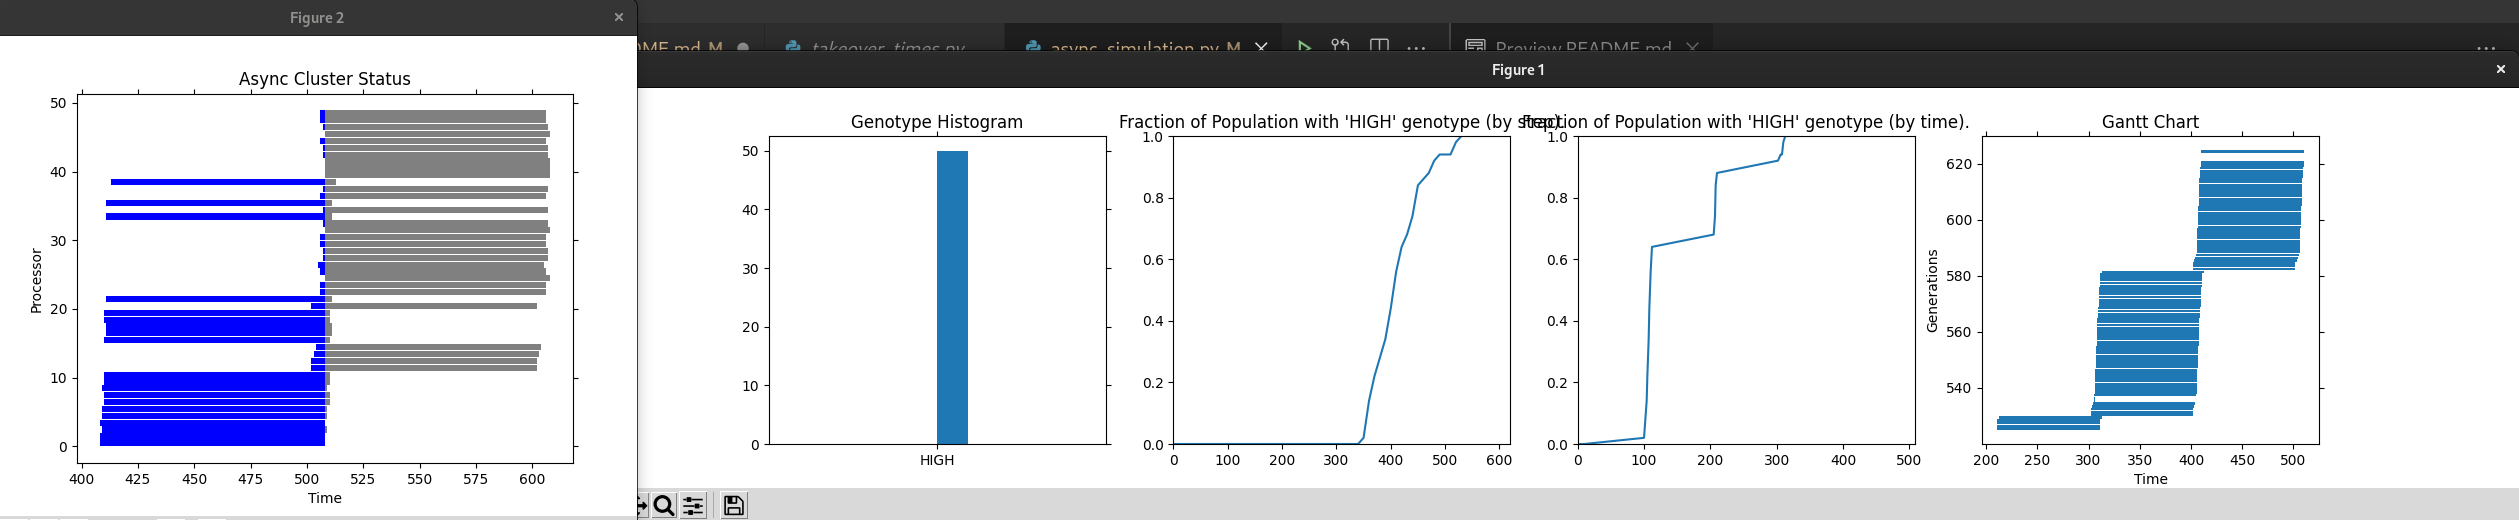 Figure 2
×
Async Cluster Status
50
40
30
20
10
0
Processor
400 425 450 475 500 525 550 575 600
Time
takeover_times.py
async_simulation.py M
Preview README.md
Figure 1
×
Genotype Histogram
50
40
30
20
10
0
HIGH
Fraction of Population with 'HIGH' genotype (by step).
1.0
0.8
0.6
0.4
0.2
0.0
0 100 200 300 400 500 600
Fraction of Population with 'HIGH' genotype (by time).
1.0
0.8
0.6
0.4
0.2
0.0
0 100 200 300 400 500
Gantt Chart
620
600
580
560
540
Generations
200 250 300 350 400 450 500
Time